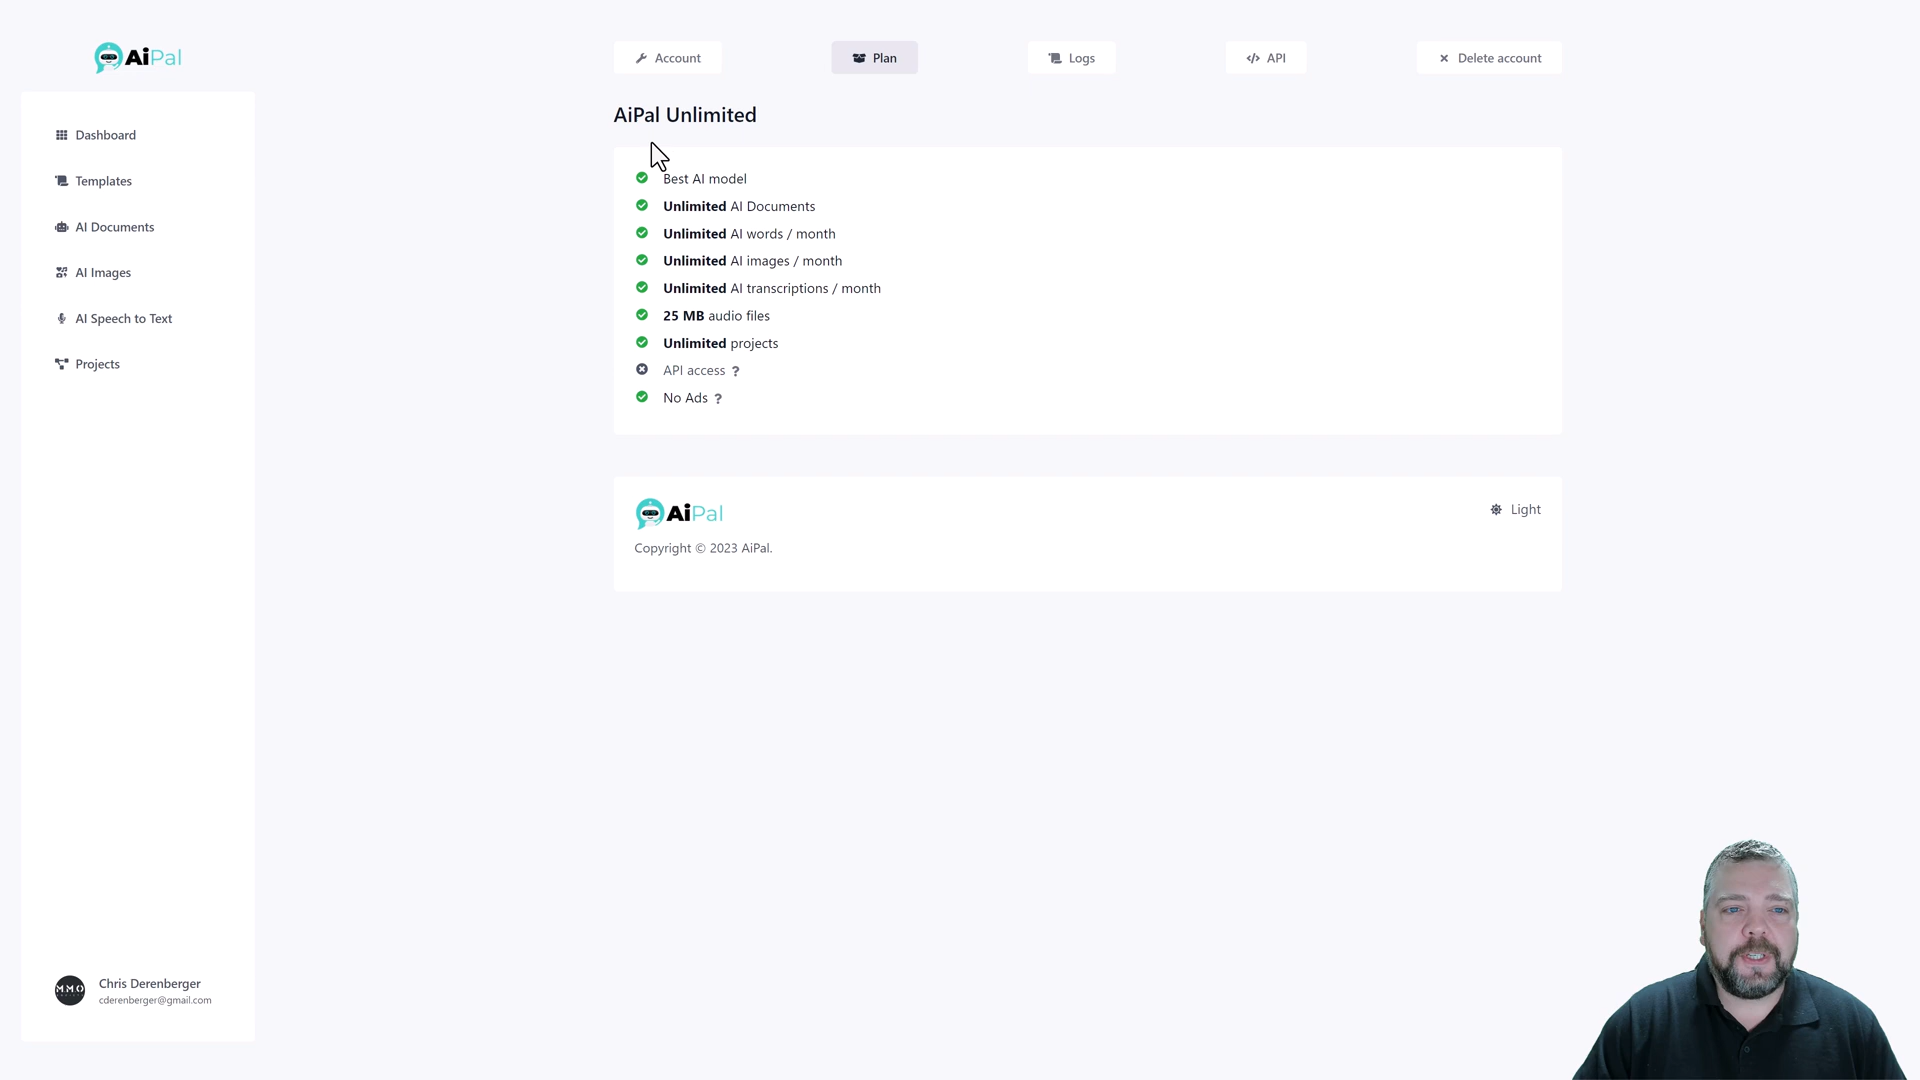 AiPal
Account
Plan
Logs
API
Delete account
Dashboard
Templates
AI Documents
AI Images
AI Speech to Text
Projects
AiPal Unlimited
Best AI model
Unlimited AI Documents
Unlimited AI words / month
Unlimited AI images / month
Unlimited AI transcriptions / month
25 MB audio files
Unlimited projects
API access ?
No Ads ?
AiPal
Light
Copyright © 2023 AiPal.
M.M.O
Chris Derenberger
cderenberger@gmail.com